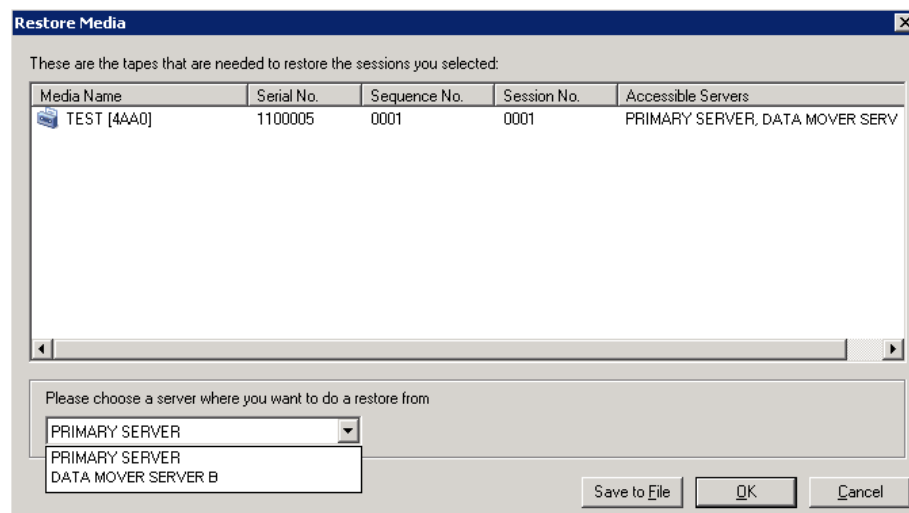 Restore Media
These are the tapes that are needed to restore the sessions you selected:
Media Name Serial No. Sequence No. Session No. Accessible Servers
TEST [4AA0] 1100005 0001 0001 PRIMARY SERVER, DATA MOVER SERV
Please choose a server where you want to do a restore from
PRIMARY SERVER
PRIMARY SERVER
DATA MOVER SERVER B
Save to File OK Cancel